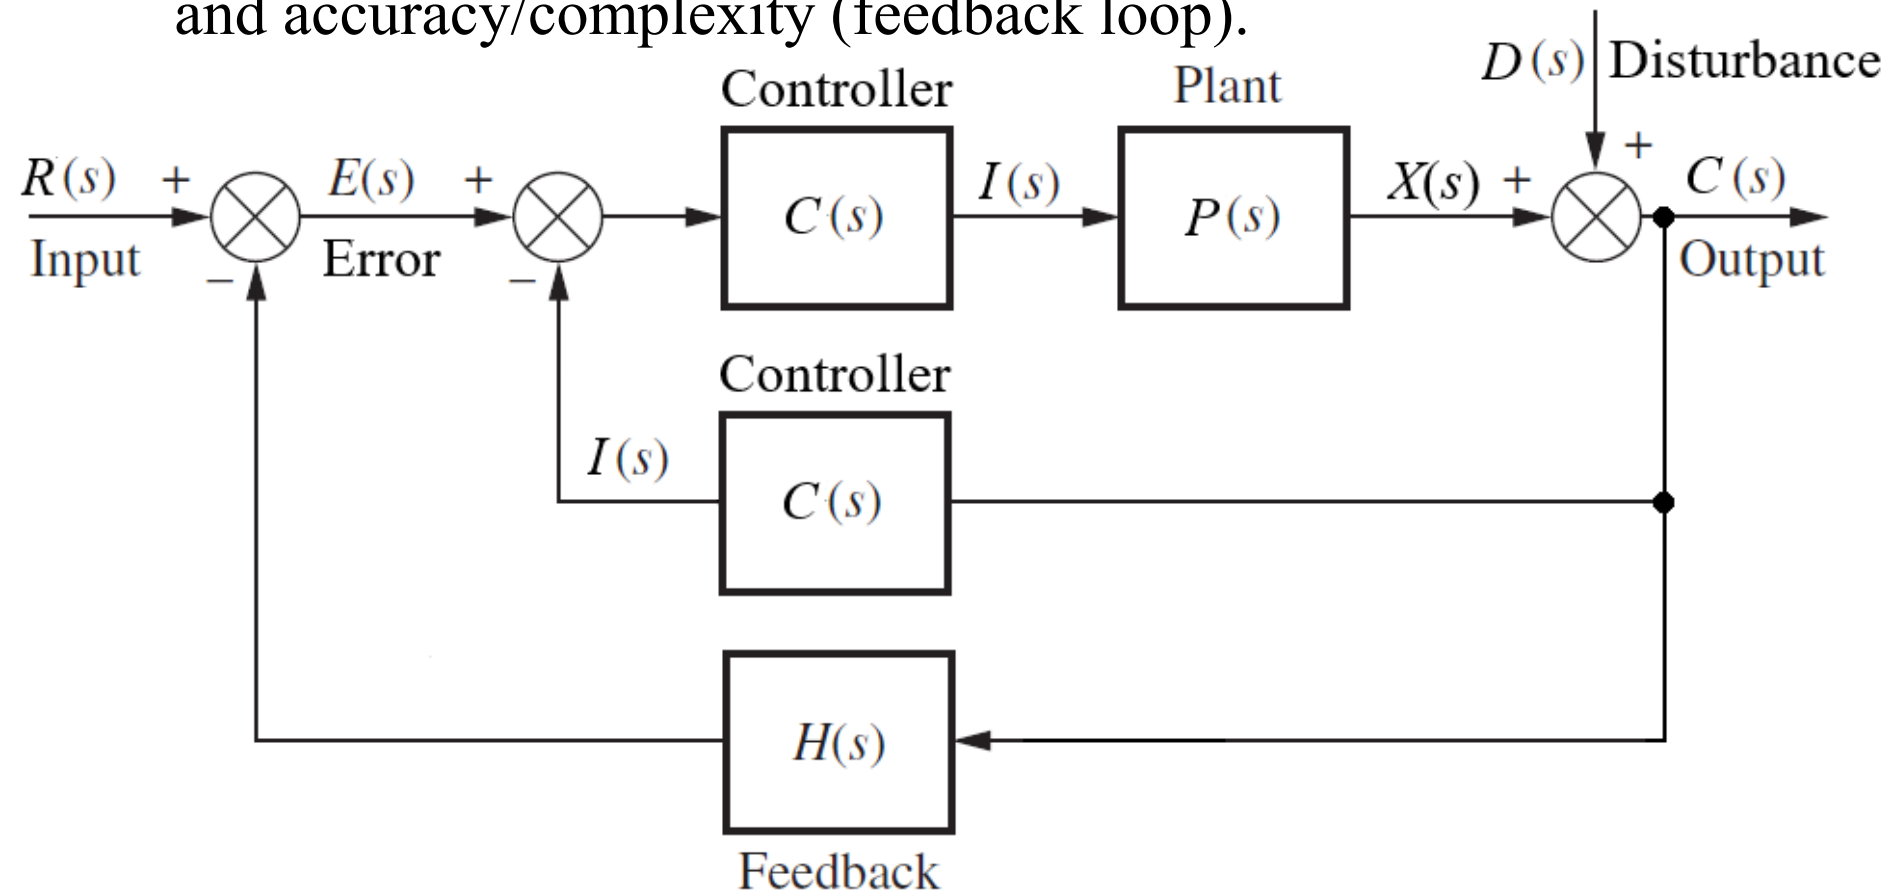 and accuracy/complexity (feedback loop).
D(s) Disturbance
Controller
Plant
R(s) + E(s) + I(s) X(s) + + C(s)
C(s) P(s)
Input − Error − Output
Controller
I(s)
C(s)
H(s)
Feedback